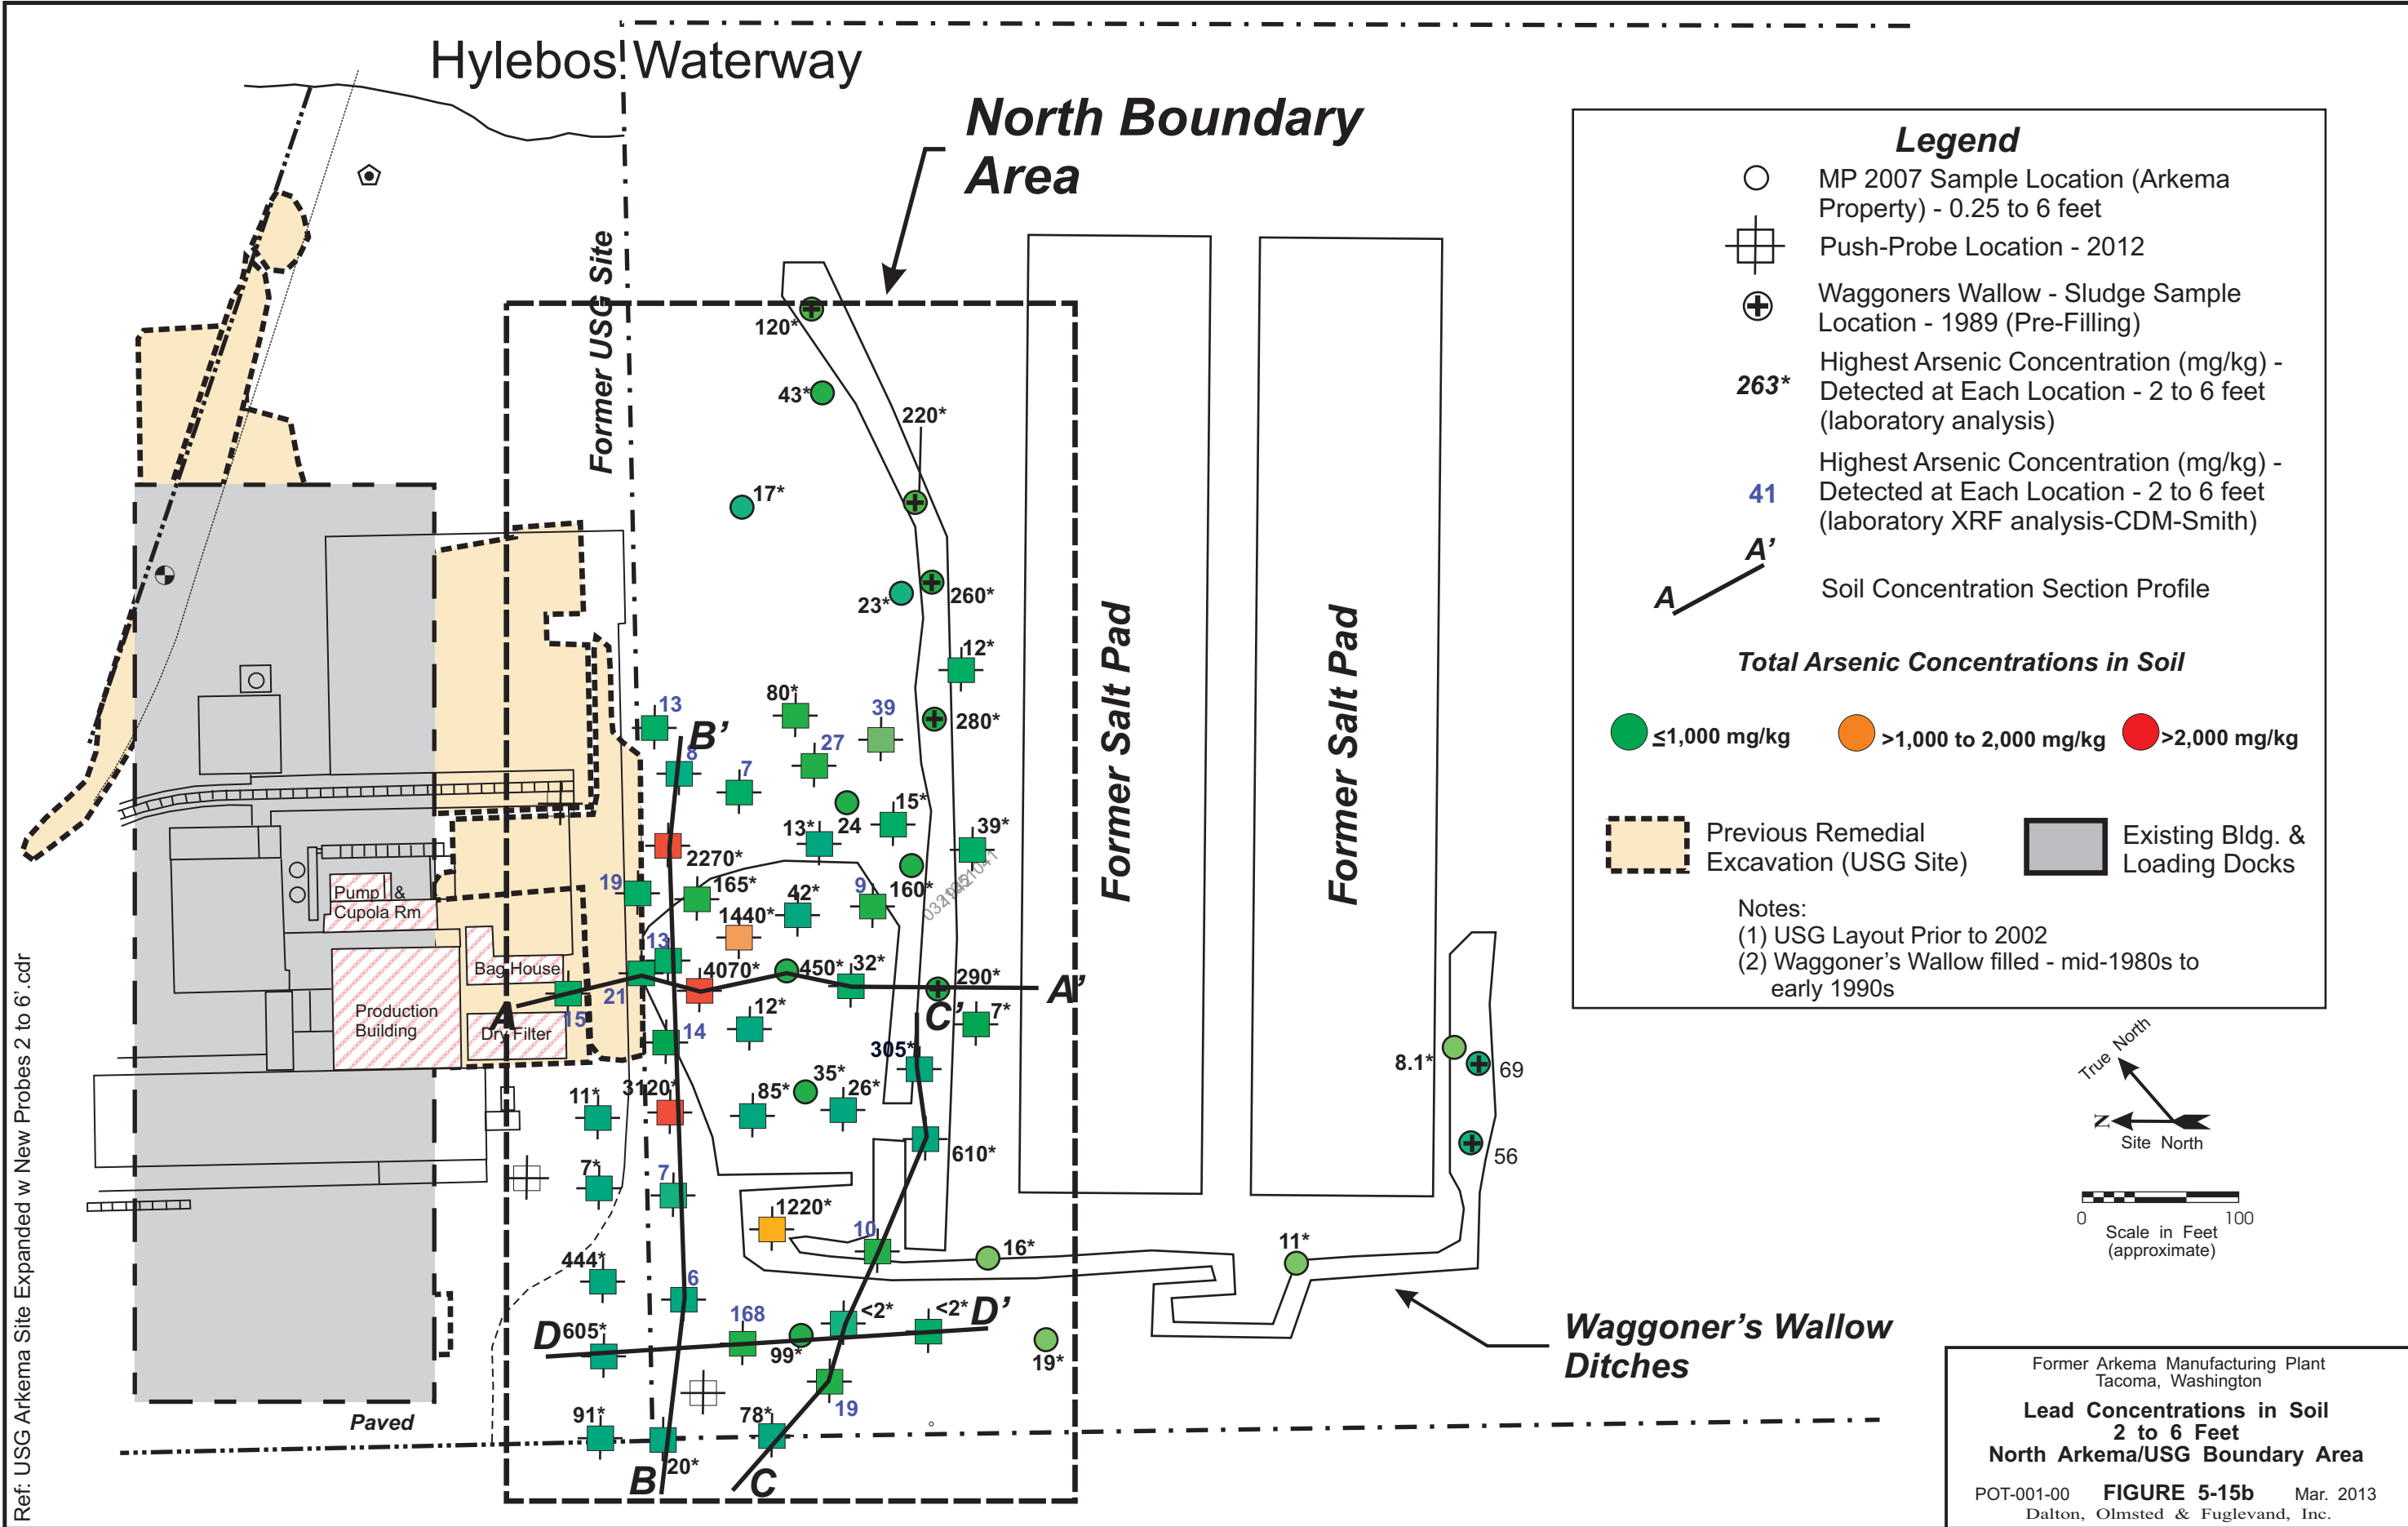 Hylebos Waterway
North Boundary
Area
Former USG Site
120*
43*
220*
17*
23*
260*
12*
280*
80*
39
13
B'
8
27
7
24
15*
13*
39*
2270*
19
165*
160*
9
42*
1440*
13
4070*
450*
32*
290*
A'
21
A
15
12*
C'
7*
14
305*
3120*
11*
85*
35*
26*
610*
7*
7
1220*
10
16*
11*
444*
6
168
<2*
<2*
D'
D
605*
99*
19*
19
91*
78*
20*
B
C
8.1*
69
56
Former Salt Pad
Former Salt Pad
Pump &
Cupola Rm
Bag House
Production
Building
Dry Filter
Paved
Waggoner's Wallow
Ditches
Legend
MP 2007 Sample Location (Arkema
Property) - 0.25 to 6 feet
Push-Probe Location - 2012
Waggoners Wallow - Sludge Sample
Location - 1989 (Pre-Filling)
263*
Highest Arsenic Concentration (mg/kg) -
Detected at Each Location - 2 to 6 feet
(laboratory analysis)
41
Highest Arsenic Concentration (mg/kg) -
Detected at Each Location - 2 to 6 feet
(laboratory XRF analysis-CDM-Smith)
A'
A
Soil Concentration Section Profile
Total Arsenic Concentrations in Soil
≤1,000 mg/kg
>1,000 to 2,000 mg/kg
>2,000 mg/kg
Previous Remedial
Excavation (USG Site)
Existing Bldg. &
Loading Docks
Notes:
(1) USG Layout Prior to 2002
(2) Waggoner's Wallow filled - mid-1980s to
early 1990s
True North
N
Site North
0
100
Scale in Feet
(approximate)
Former Arkema Manufacturing Plant
Tacoma, Washington
Lead Concentrations in Soil
2 to 6 Feet
North Arkema/USG Boundary Area
POT-001-00 FIGURE 5-15b Mar. 2013
Dalton, Olmsted & Fuglevand, Inc.
Ref: USG Arkema Site Expanded w New Probes 2 to 6'.cdr